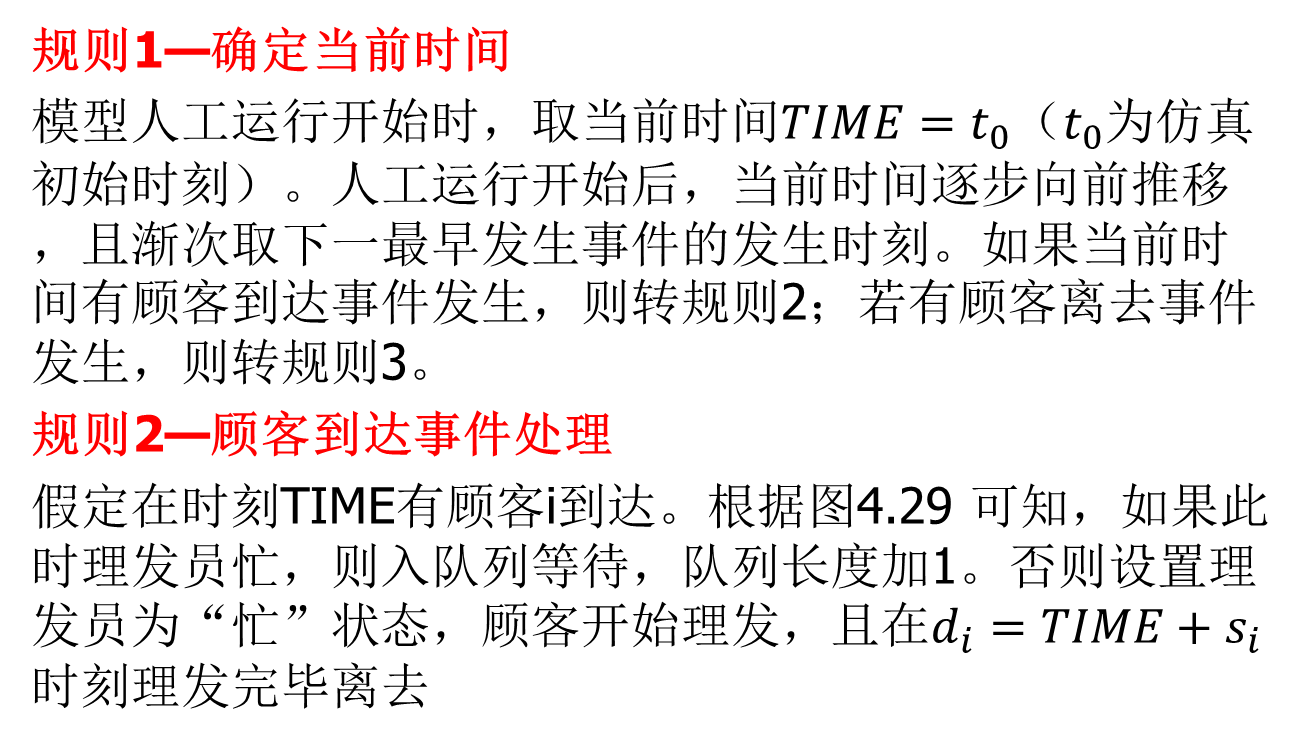 规则1—确定当前时间
模型人工运行开始时，取当前时间TIME = t₀（t₀为仿真
初始时刻）。人工运行开始后，当前时间逐步向前推移
，且渐次取下一最早发生事件的发生时刻。如果当前时
间有顾客到达事件发生，则转规则2；若有顾客离去事件
发生，则转规则3。
规则2—顾客到达事件处理
假定在时刻TIME有顾客i到达。根据图4.29 可知，如果此
时理发员忙，则入队列等待，队列长度加1。否则设置理
发员为“忙”状态，顾客开始理发，且在dᵢ = TIME + sᵢ
时刻理发完毕离去